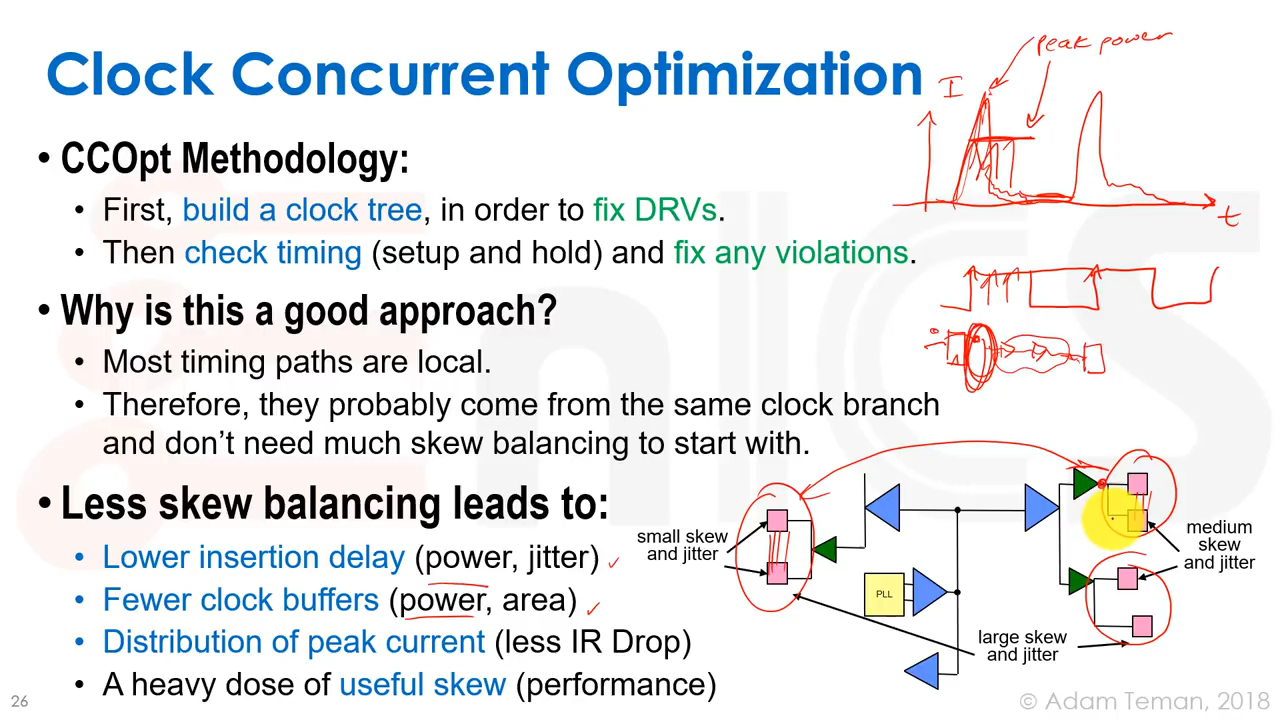 Clock Concurrent Optimization
• CCOpt Methodology:
• First, build a clock tree, in order to fix DRVs.
• Then check timing (setup and hold) and fix any violations.
• Why is this a good approach?
• Most timing paths are local.
• Therefore, they probably come from the same clock branch
and don't need much skew balancing to start with.
• Less skew balancing leads to:
• Lower insertion delay (power, jitter)
• Fewer clock buffers (power, area)
• Distribution of peak current (less IR Drop)
• A heavy dose of useful skew (performance)
peak power
I
t
small skew
and jitter
medium
skew
and jitter
PLL
large skew
and jitter
26
© Adam Teman, 2018
EnICS